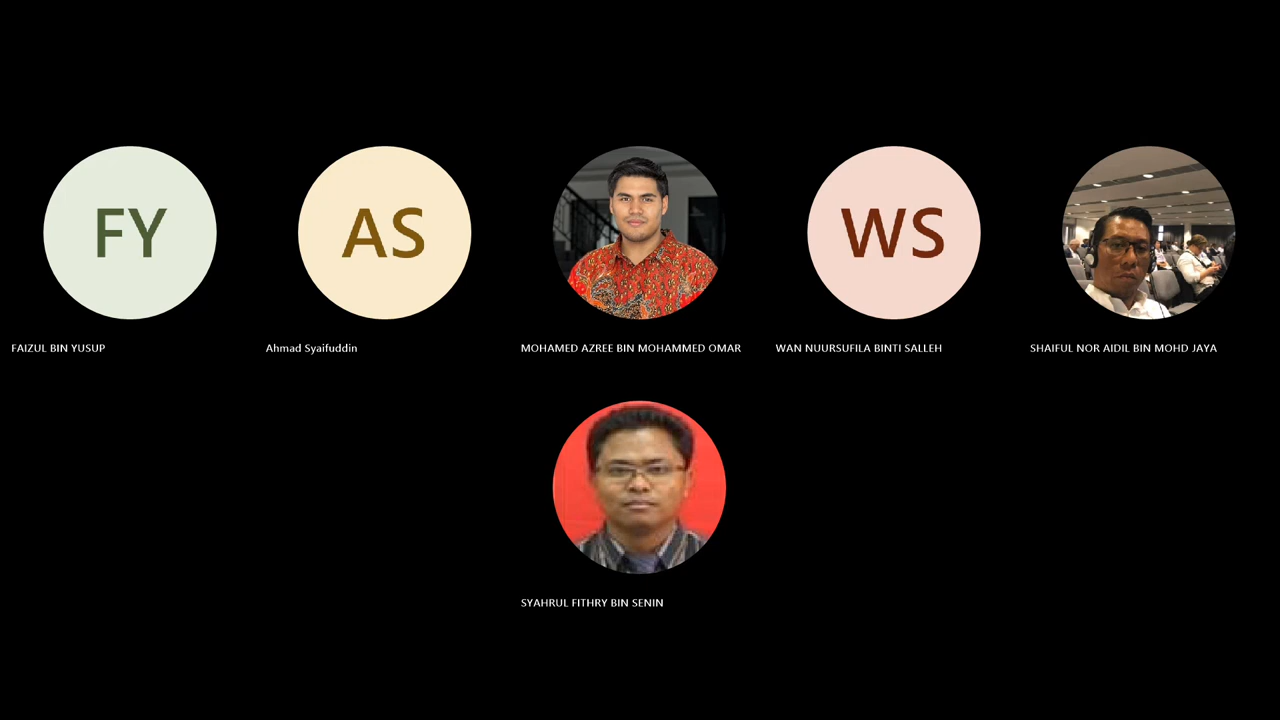 FY
AS
WS
FAIZUL BIN YUSUP
Ahmad Syaifuddin
MOHAMED AZREE BIN MOHAMMED OMAR
WAN NUURSUFILA BINTI SALLEH
SHAIFUL NOR AIDIL BIN MOHD JAYA
SYAHRUL FITHRY BIN SENIN